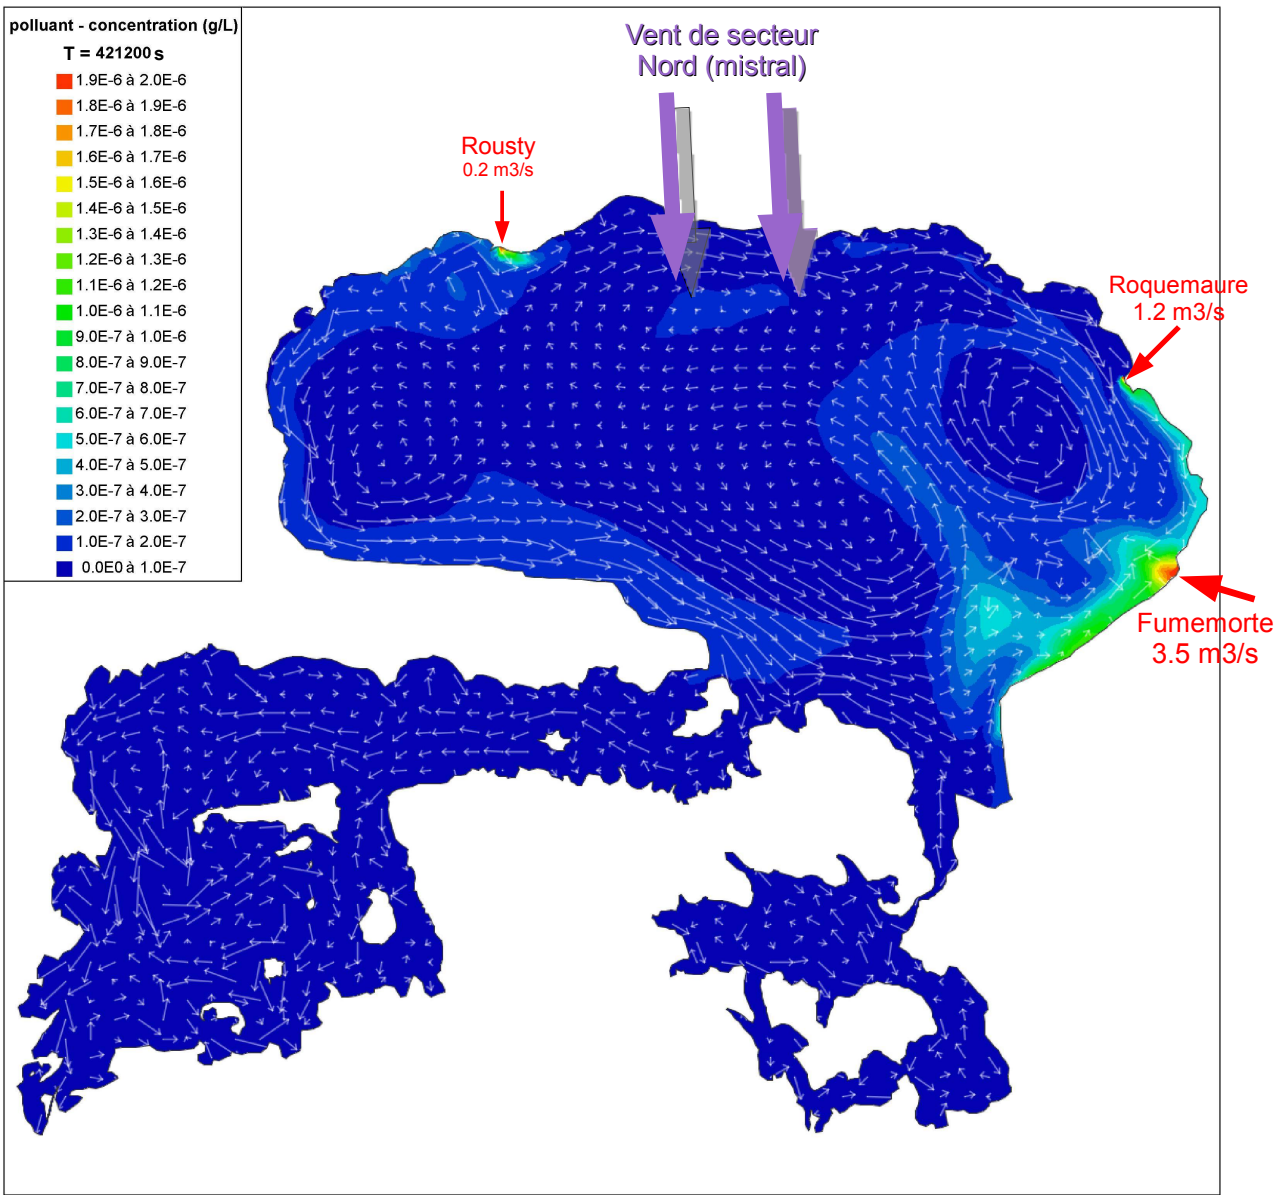 polluant - concentration (g/L)
T = 421200 s
1.9E-6 à 2.0E-6
1.8E-6 à 1.9E-6
1.7E-6 à 1.8E-6
1.6E-6 à 1.7E-6
1.5E-6 à 1.6E-6
1.4E-6 à 1.5E-6
1.3E-6 à 1.4E-6
1.2E-6 à 1.3E-6
1.1E-6 à 1.2E-6
1.0E-6 à 1.1E-6
9.0E-7 à 1.0E-6
8.0E-7 à 9.0E-7
7.0E-7 à 8.0E-7
6.0E-7 à 7.0E-7
5.0E-7 à 6.0E-7
4.0E-7 à 5.0E-7
3.0E-7 à 4.0E-7
2.0E-7 à 3.0E-7
1.0E-7 à 2.0E-7
0.0E0 à 1.0E-7
Vent de secteur
Nord (mistral)
Rousty
0.2 m3/s
Roquemaure
1.2 m3/s
Fumemorte
3.5 m3/s